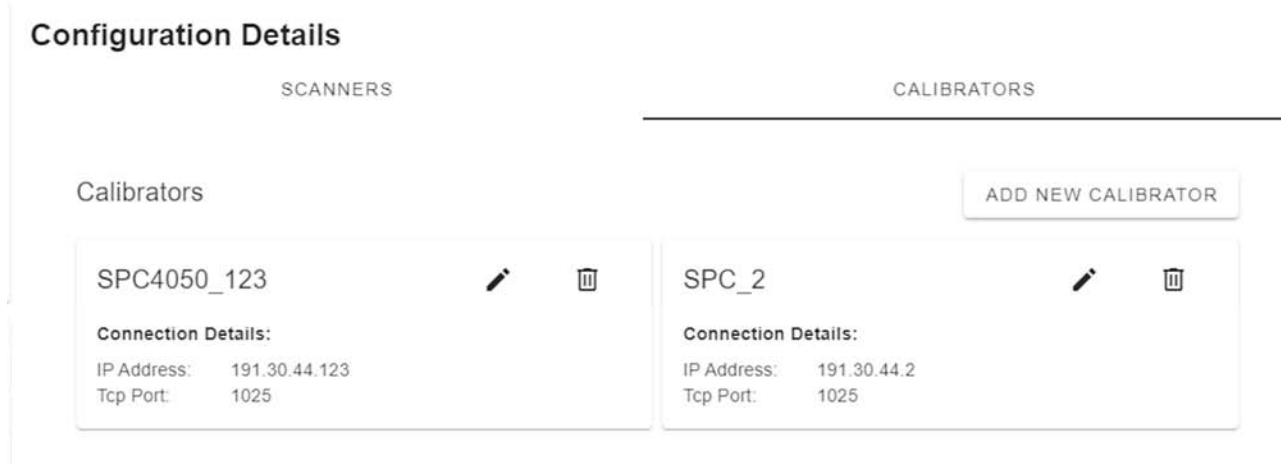 Configuration Details
SCANNERS
CALIBRATORS
Calibrators
ADD NEW CALIBRATOR
SPC4050_123
Connection Details:
IP Address: 191.30.44.123
Tcp Port: 1025
SPC_2
Connection Details:
IP Address: 191.30.44.2
Tcp Port: 1025